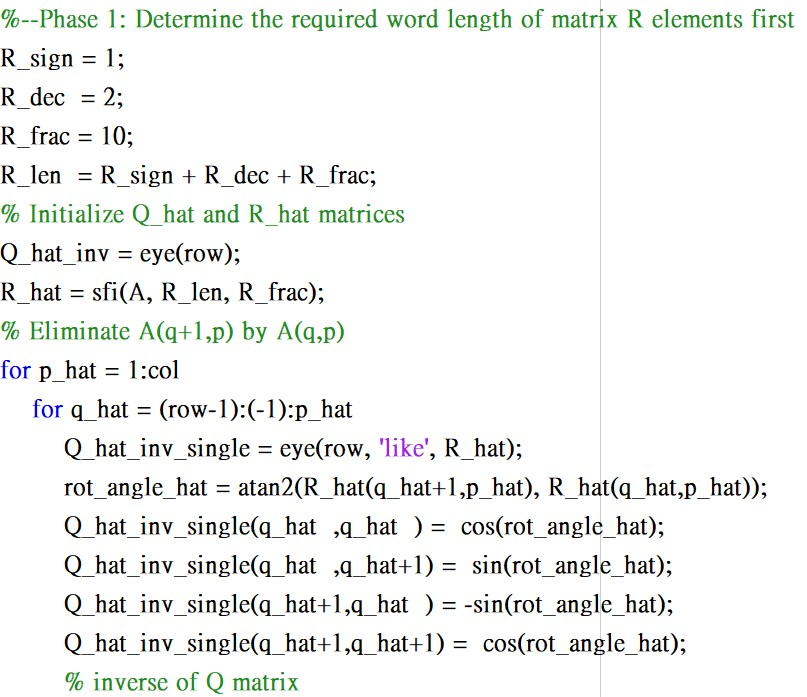 %--Phase 1: Determine the required word length of matrix R elements first
R_sign = 1;
R_dec  = 2;
R_frac = 10;
R_len  = R_sign + R_dec + R_frac;
% Initialize Q_hat and R_hat matrices
Q_hat_inv = eye(row);
R_hat = sfi(A, R_len, R_frac);
% Eliminate A(q+1,p) by A(q,p)
for p_hat = 1:col
    for q_hat = (row-1):(-1):p_hat
        Q_hat_inv_single = eye(row, 'like', R_hat);
        rot_angle_hat = atan2(R_hat(q_hat+1,p_hat), R_hat(q_hat,p_hat));
        Q_hat_inv_single(q_hat  ,q_hat  ) =  cos(rot_angle_hat);
        Q_hat_inv_single(q_hat  ,q_hat+1) =  sin(rot_angle_hat);
        Q_hat_inv_single(q_hat+1,q_hat  ) = -sin(rot_angle_hat);
        Q_hat_inv_single(q_hat+1,q_hat+1) =  cos(rot_angle_hat);
        % inverse of Q matrix